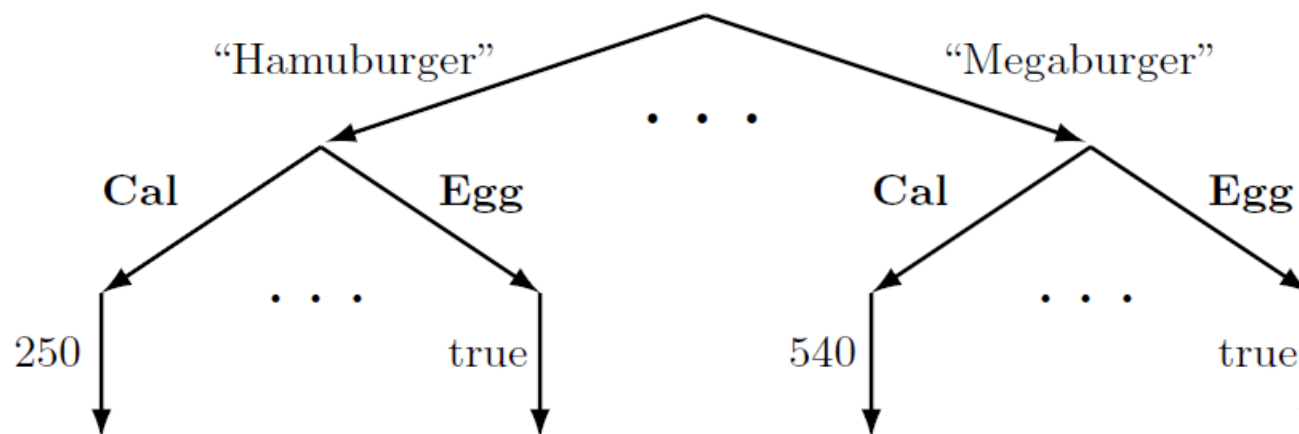 “Hamuburger” “Megaburger”
. . .
Cal Egg Cal Egg
. . . . . .
250 true 540 true